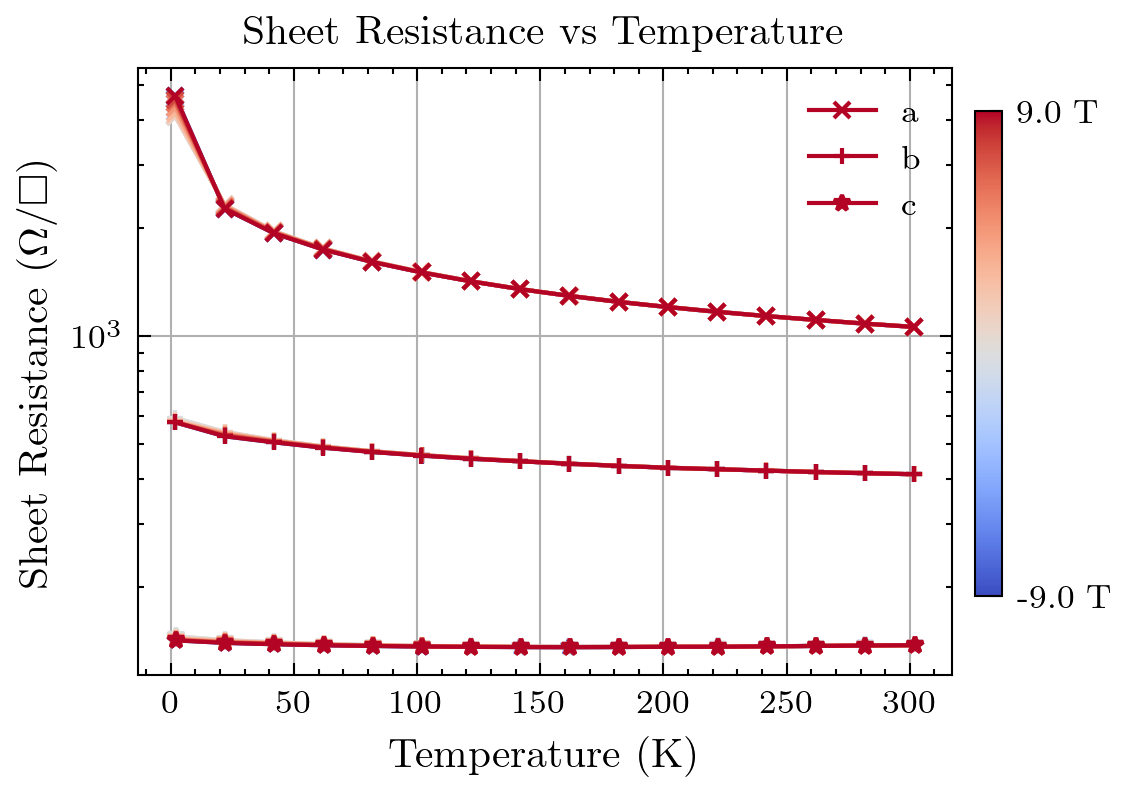 Sheet Resistance vs Temperature
Sheet Resistance (Ω/□)
10³
a
b
c
9.0 T
-9.0 T
0 50 100 150 200 250 300
Temperature (K)